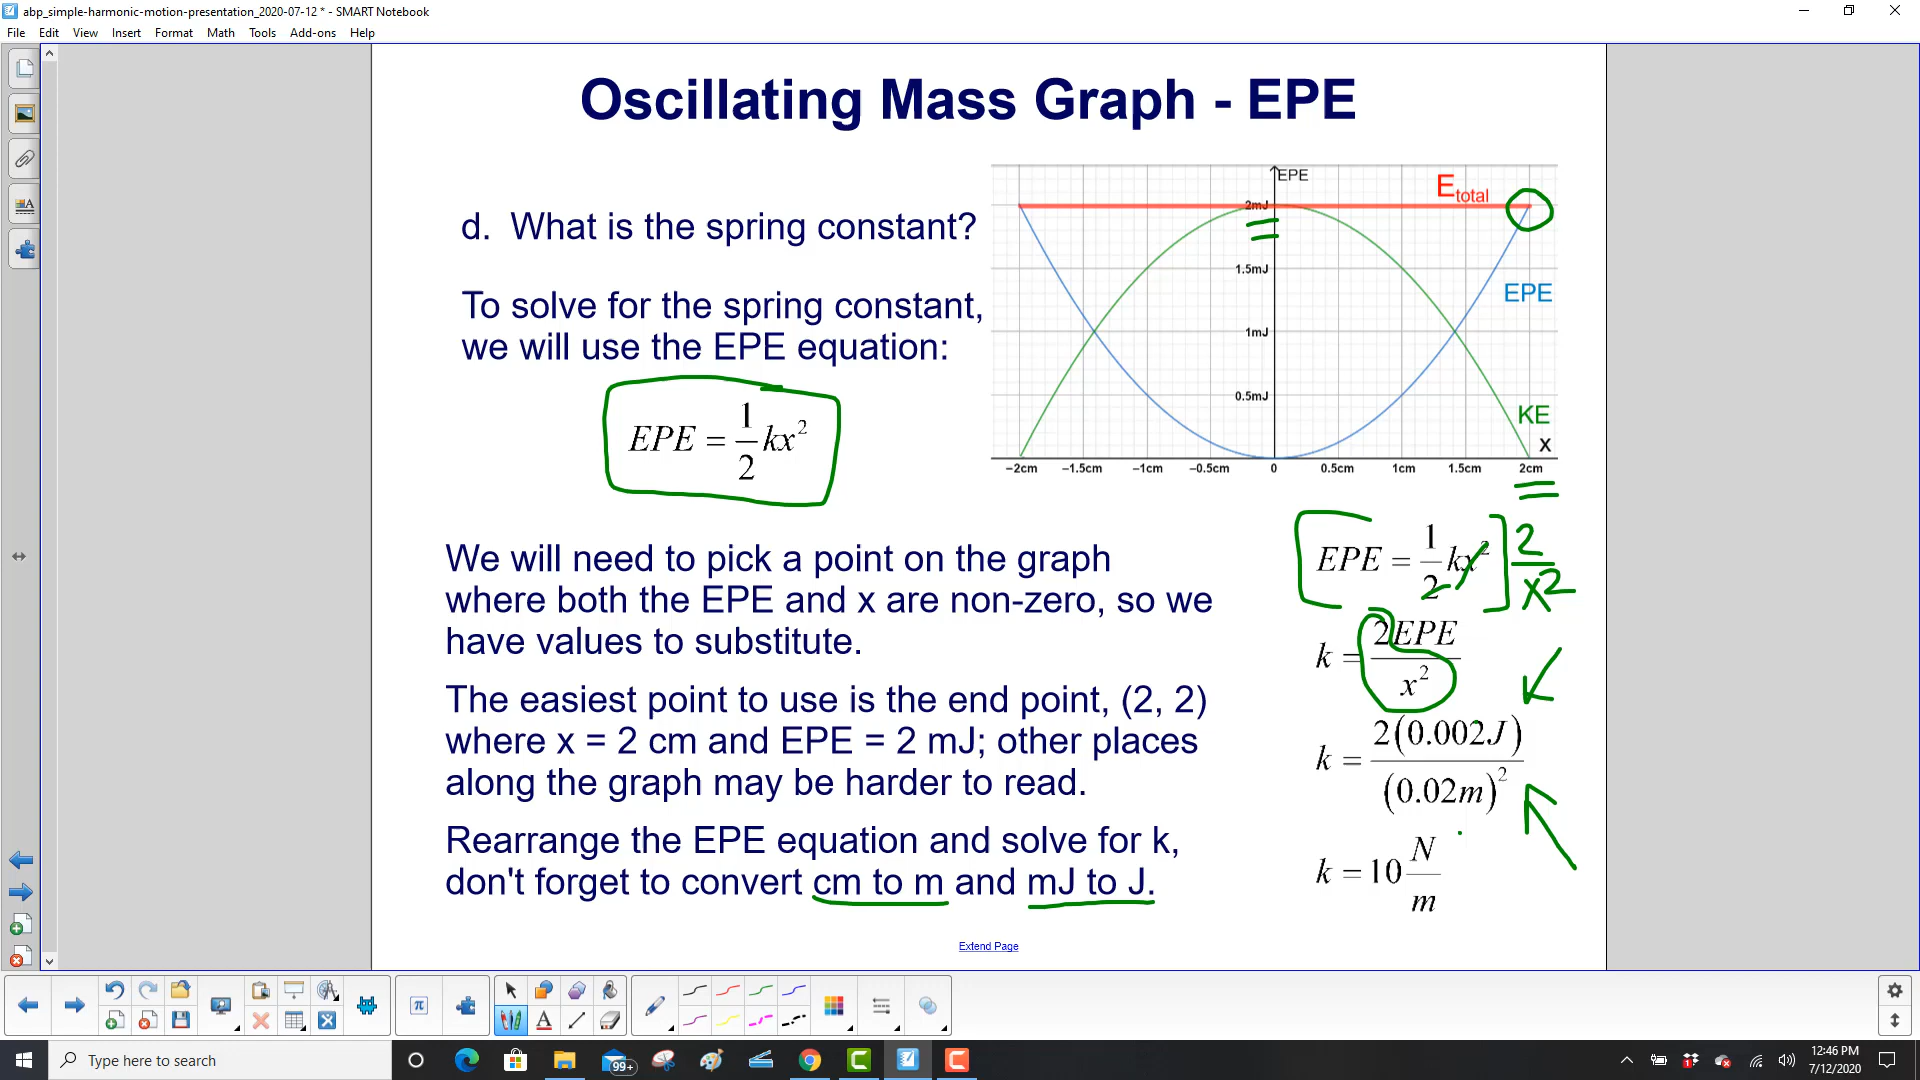 abp_simple-harmonic-motion-presentation_2020-07-12 * - SMART Notebook
File Edit View Insert Format Math Tools Add-ons Help
Oscillating Mass Graph - EPE
d. What is the spring constant?
To solve for the spring constant,
we will use the EPE equation:
EPE = 1/2 kx²
EPE
E total
2mJ
1.5mJ
EPE
1mJ
0.5mJ
KE
x
−2cm −1.5cm −1cm −0.5cm 0 0.5cm 1cm 1.5cm 2cm
We will need to pick a point on the graph
where both the EPE and x are non-zero, so we
have values to substitute.
The easiest point to use is the end point, (2, 2)
where x = 2 cm and EPE = 2 mJ; other places
along the graph may be harder to read.
Rearrange the EPE equation and solve for k,
don't forget to convert cm to m and mJ to J.
[EPE = 1/2 kx²] 2/x2
k = 2EPE/x²
k = 2(0.002J)/(0.02m)²
k = 10 N/m
Extend Page
π
A
Type here to search
99+
1
12:46 PM
7/12/2020